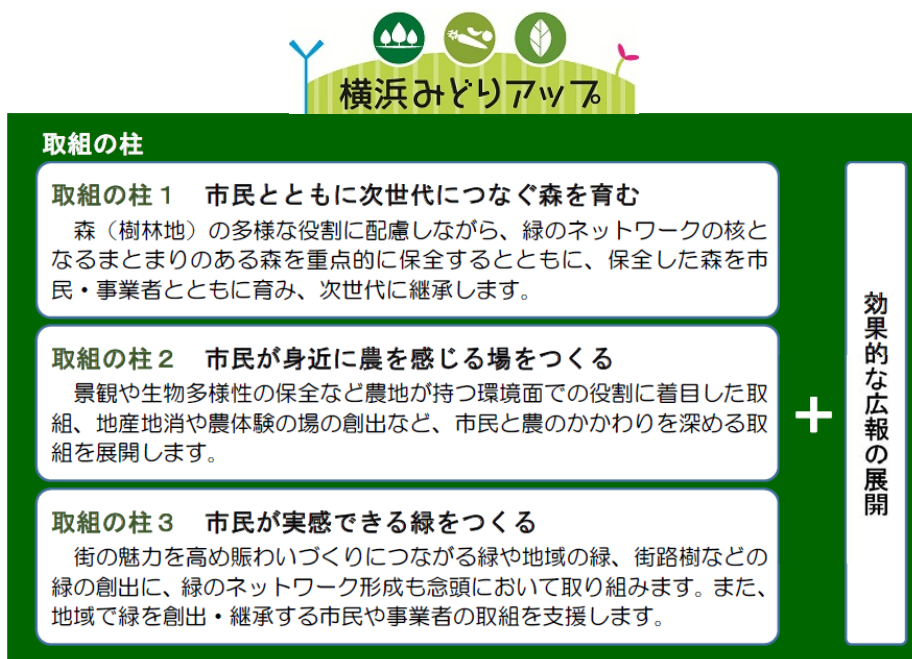 横浜みどりアップ
取組の柱
取組の柱1 市民とともに次世代につなぐ森を育む
森（樹林地）の多様な役割に配慮しながら、緑のネットワークの核と
なるまとまりのある森を重点的に保全するとともに、保全した森を市
民・事業者とともに育み、次世代に継承します。
取組の柱2 市民が身近に農を感じる場をつくる
景観や生物多様性の保全など農地が持つ環境面での役割に着目した取
組、地産地消や農体験の場の創出など、市民と農のかかわりを深める取
組を展開します。
取組の柱3 市民が実感できる緑をつくる
街の魅力を高め賑わいづくりにつながる緑や地域の緑、街路樹などの
緑の創出に、緑のネットワーク形成も念頭において取り組みます。また、
地域で緑を創出・継承する市民や事業者の取組を支援します。
+
効果的な広報の展開